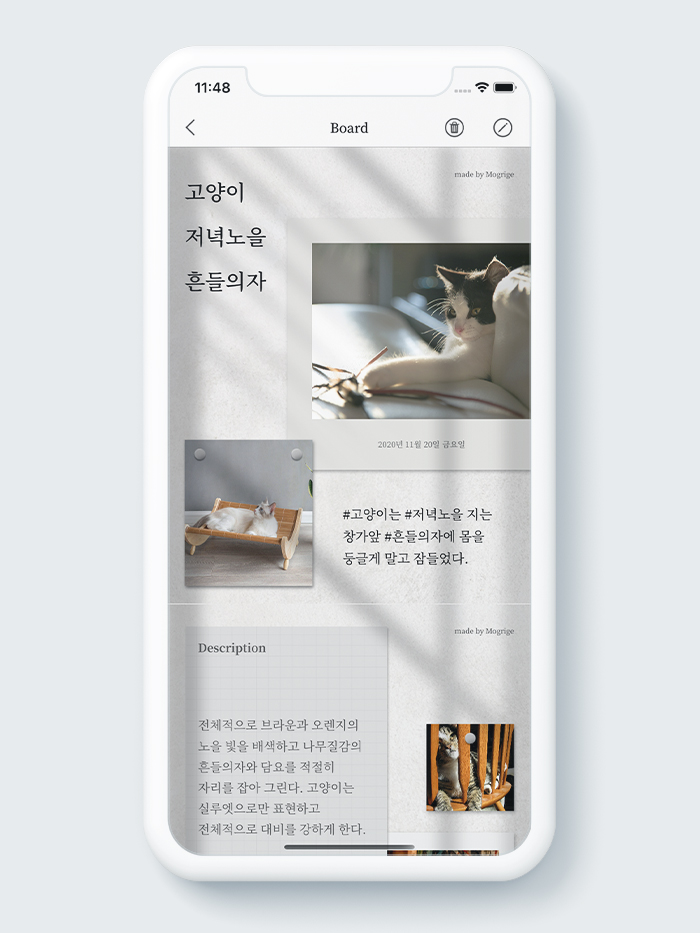 11:48
Board
made by Mogrige
고양이
저녁노을
흔들의자
2020년 11월 20일 금요일
#고양이는 #저녁노을 지는
창가앞 #흔들의자에 몸을
둥글게 말고 잠들었다.
made by Mogrige
Description
전체적으로 브라운과 오렌지의
노을 빛을 배색하고 나무질감의
흔들의자와 담요를 적절히
자리를 잡아 그린다. 고양이는
실루엣으로만 표현하고
전체적으로 대비를 강하게 한다.